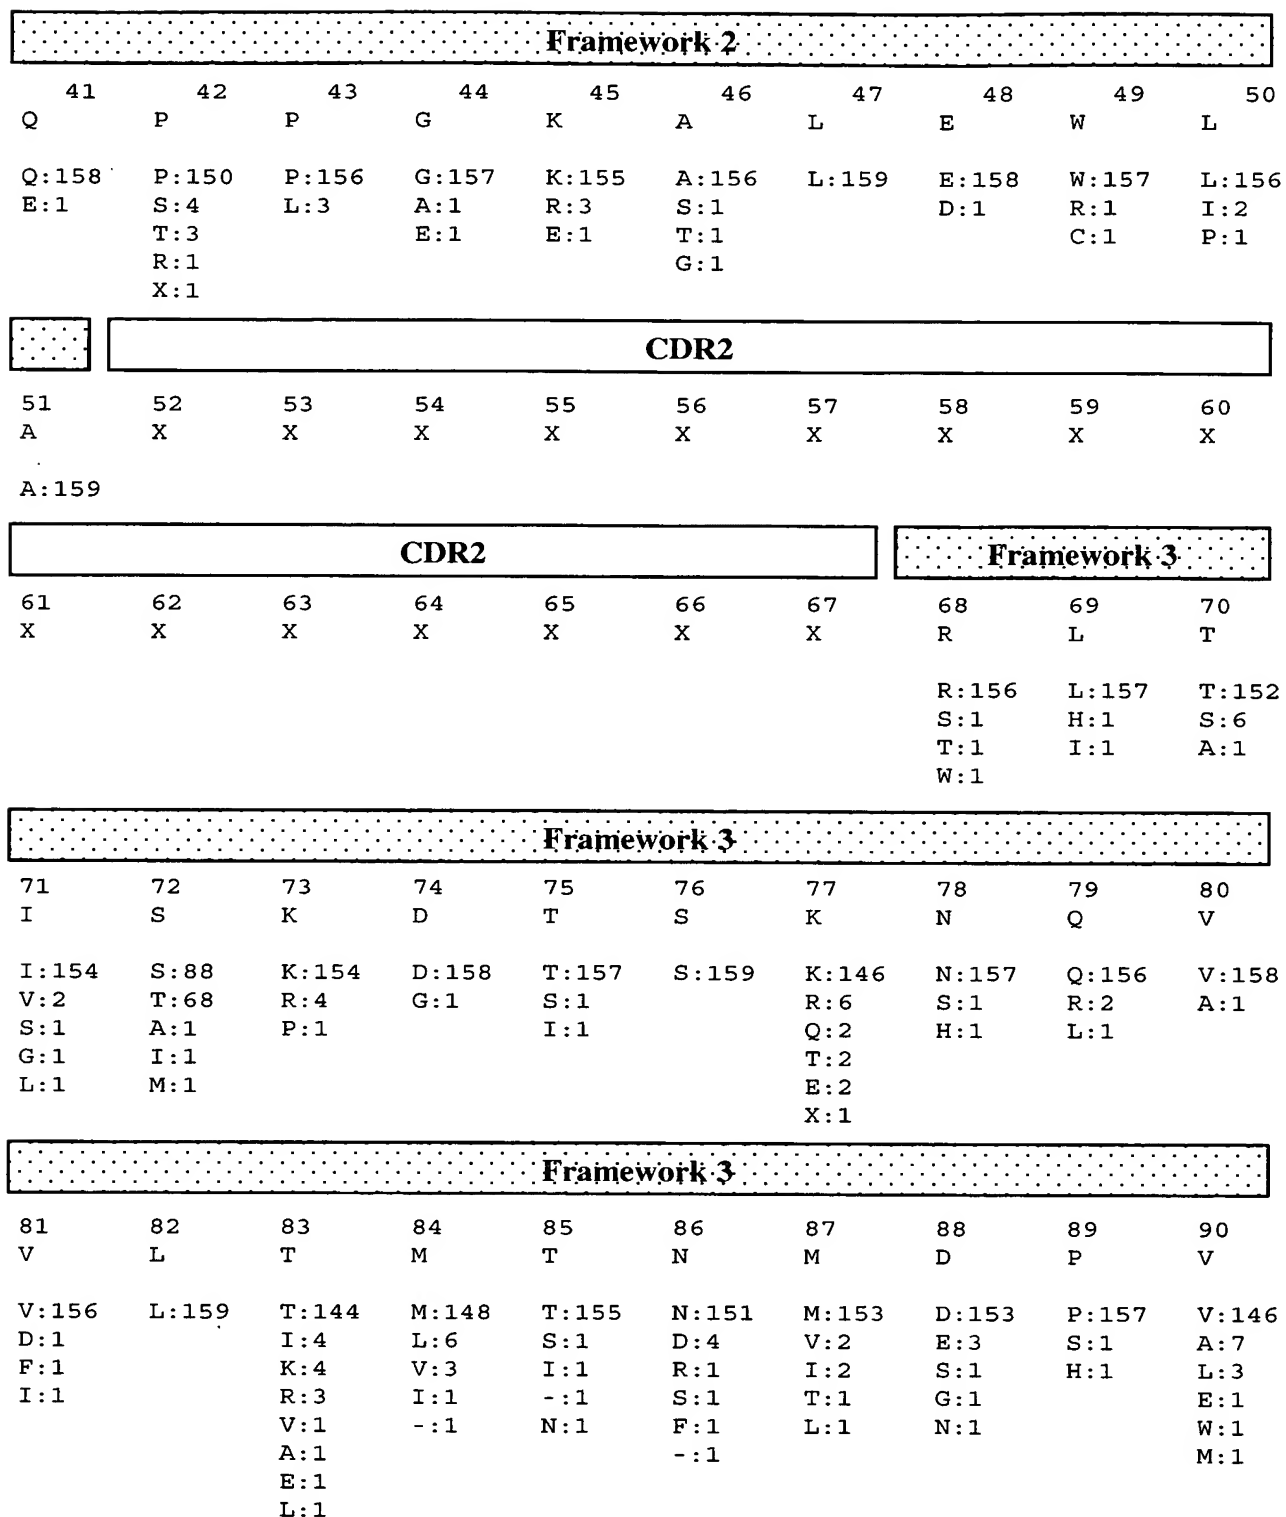 Framework 2
41 42 43 44 45 46 47 48 49 50
Q P P G K A L E W L
Q:158 P:150 P:156 G:157 K:155 A:156 L:159 E:158 W:157 L:156
E:1 S:4 L:3 A:1 R:3 S:1 D:1 R:1 I:2
T:3 E:1 E:1 T:1 C:1 P:1
R:1 G:1
X:1
CDR2
51 52 53 54 55 56 57 58 59 60
A X X X X X X X X X
A:159
CDR2 Framework 3
61 62 63 64 65 66 67 68 69 70
X X X X X X X R L T
R:156 L:157 T:152
S:1 H:1 S:6
T:1 I:1 A:1
W:1
Framework 3
71 72 73 74 75 76 77 78 79 80
I S K D T S K N Q V
I:154 S:88 K:154 D:158 T:157 S:159 K:146 N:157 Q:156 V:158
V:2 T:68 R:4 G:1 S:1 R:6 S:1 R:2 A:1
S:1 A:1 P:1 I:1 Q:2 H:1 L:1
G:1 I:1 T:2
L:1 M:1 E:2
X:1
Framework 3
81 82 83 84 85 86 87 88 89 90
V L T M T N M D P V
V:156 L:159 T:144 M:148 T:155 N:151 M:153 D:153 P:157 V:146
D:1 I:4 L:6 S:1 D:4 V:2 E:3 S:1 A:7
F:1 K:4 V:3 I:1 R:1 I:2 S:1 H:1 L:3
I:1 R:3 I:1 -:1 S:1 T:1 G:1 E:1
V:1 -:1 N:1 F:1 L:1 N:1 W:1
A:1 -:1 M:1
E:1
L:1